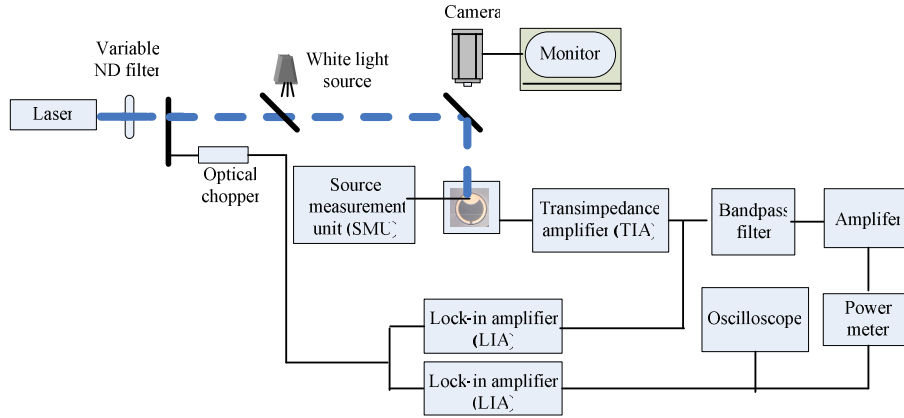 Camera
Variable
ND filter
White light
source
Monitor
Laser
Optical
chopper
Source
measurement
unit (SMU)
Transimpedance
amplifier (TIA)
Bandpass
filter
Amplifer
Lock-in amplifier
(LIA)
Oscilloscope
Power
meter
Lock-in amplifier
(LIA)